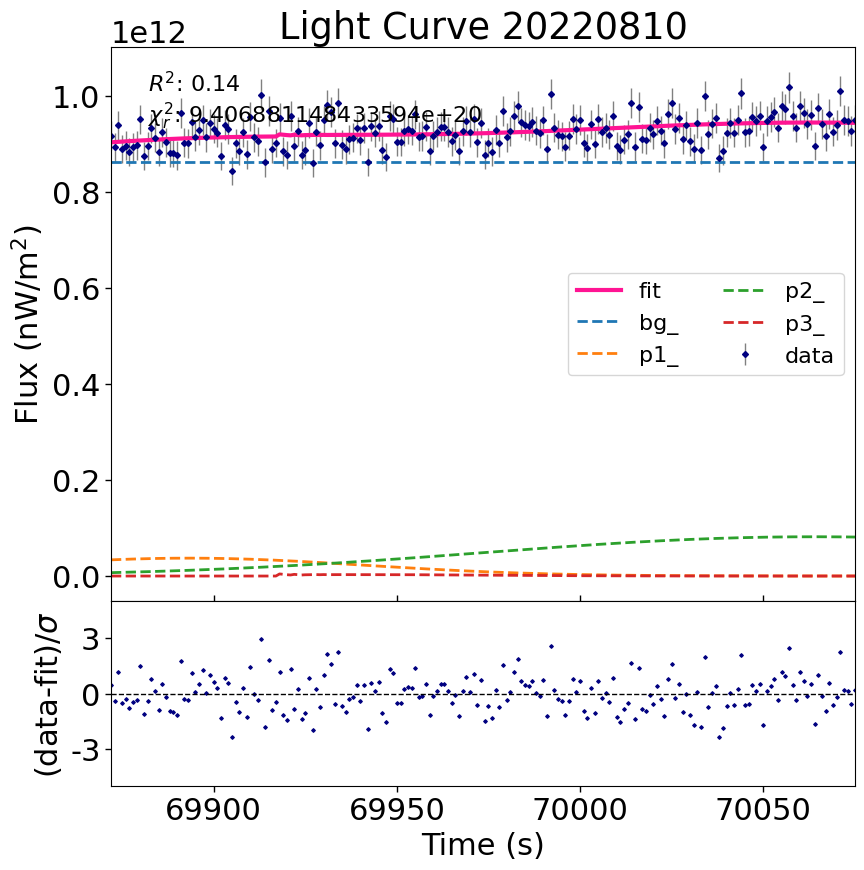 Light Curve 20220810
1e12
R²: 0.14
χ²ᵣ: 9.406881148433594e+20
1.0
0.8
0.6
0.4
0.2
0.0
Flux (nW/m²)
fit
bg_
p1_
p2_
p3_
data
3
0
-3
(data-fit)/σ
69900
69950
70000
70050
Time (s)